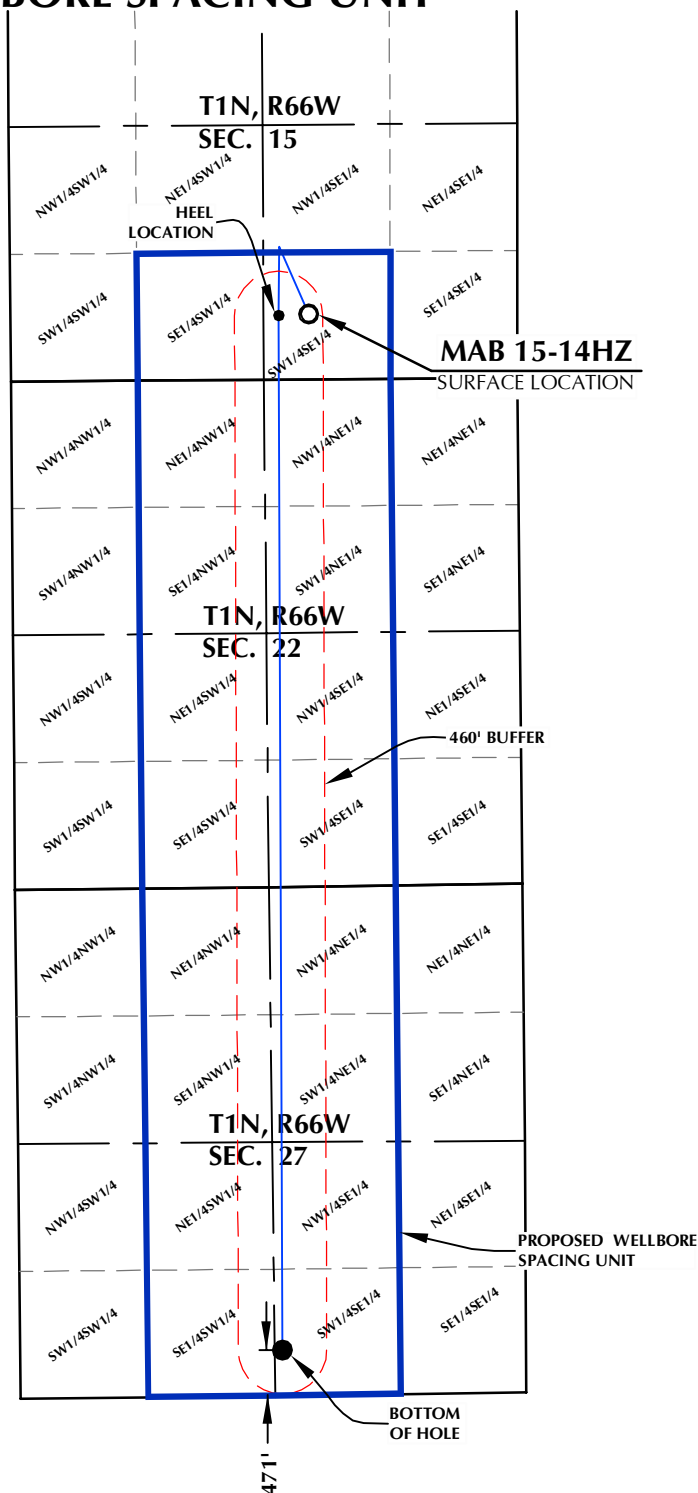 BORE SPACING UNIT
T1N, R66W
SEC. 15
NW1/4SW1/4
NE1/4SW1/4
NW1/4SE1/4
NE1/4SE1/4
HEEL
LOCATION
SW1/4SW1/4
SE1/4SW1/4
SW1/4SE1/4
SE1/4SE1/4
MAB 15-14HZ
SURFACE LOCATION
NW1/4NW1/4
NE1/4NW1/4
NW1/4NE1/4
NE1/4NE1/4
SW1/4NW1/4
SE1/4NW1/4
SW1/4NE1/4
SE1/4NE1/4
T1N, R66W
SEC. 22
NW1/4SW1/4
NE1/4SW1/4
NW1/4SE1/4
NE1/4SE1/4
460' BUFFER
SW1/4SW1/4
SE1/4SW1/4
SW1/4SE1/4
SE1/4SE1/4
NW1/4NW1/4
NE1/4NW1/4
NW1/4NE1/4
NE1/4NE1/4
SW1/4NW1/4
SE1/4NW1/4
SW1/4NE1/4
SE1/4NE1/4
T1N, R66W
SEC. 27
NW1/4SW1/4
NE1/4SW1/4
NW1/4SE1/4
NE1/4SE1/4
PROPOSED WELLBORE
SPACING UNIT
SW1/4SW1/4
SE1/4SW1/4
SW1/4SE1/4
SE1/4SE1/4
BOTTOM
OF HOLE
471'